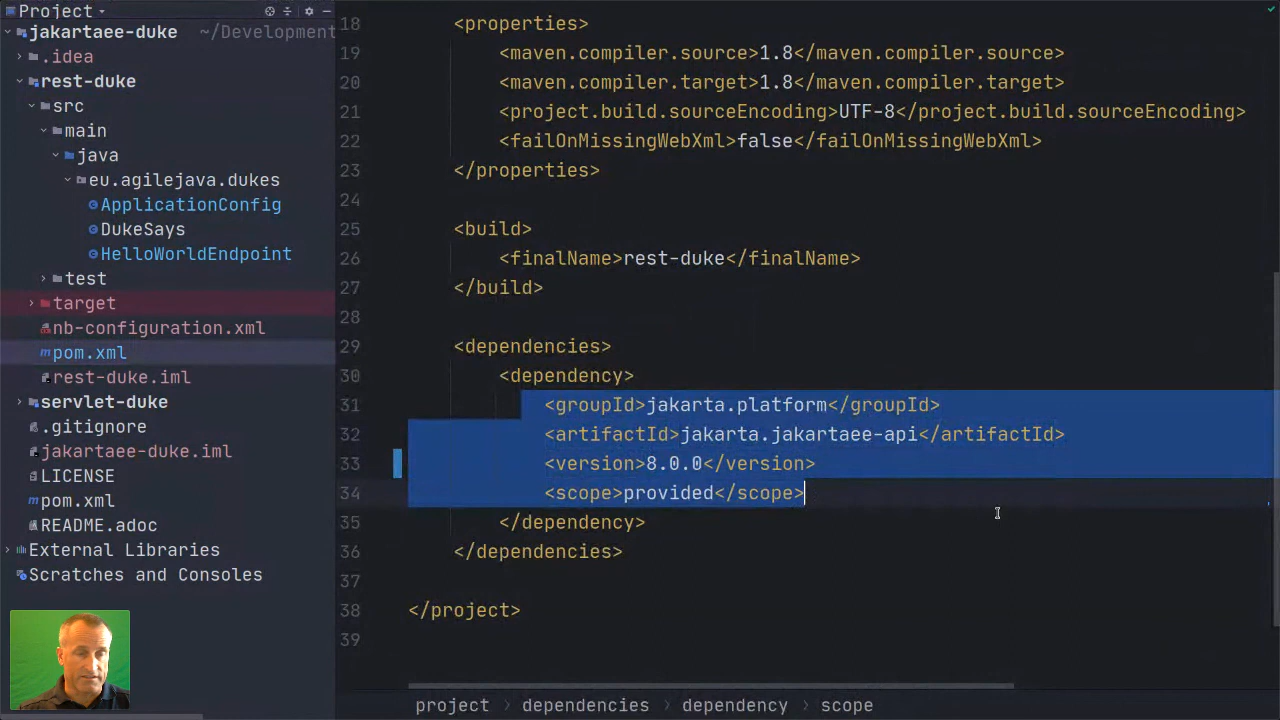 Project
jakartaee-duke ~/Development
.idea
rest-duke
src
main
java
eu.agilejava.dukes
ApplicationConfig
DukeSays
HelloWorldEndpoint
test
target
nb-configuration.xml
pom.xml
rest-duke.iml
servlet-duke
.gitignore
jakartaee-duke.iml
LICENSE
pom.xml
README.adoc
External Libraries
Scratches and Consoles
18 <properties>
19 <maven.compiler.source>1.8</maven.compiler.source>
20 <maven.compiler.target>1.8</maven.compiler.target>
21 <project.build.sourceEncoding>UTF-8</project.build.sourceEncoding>
22 <failOnMissingWebXml>false</failOnMissingWebXml>
23 </properties>
24
25 <build>
26 <finalName>rest-duke</finalName>
27 </build>
28
29 <dependencies>
30 <dependency>
31 <groupId>jakarta.platform</groupId>
32 <artifactId>jakarta.jakartaee-api</artifactId>
33 <version>8.0.0</version>
34 <scope>provided</scope>
35 </dependency>
36 </dependencies>
37
38 </project>
39
project > dependencies > dependency > scope